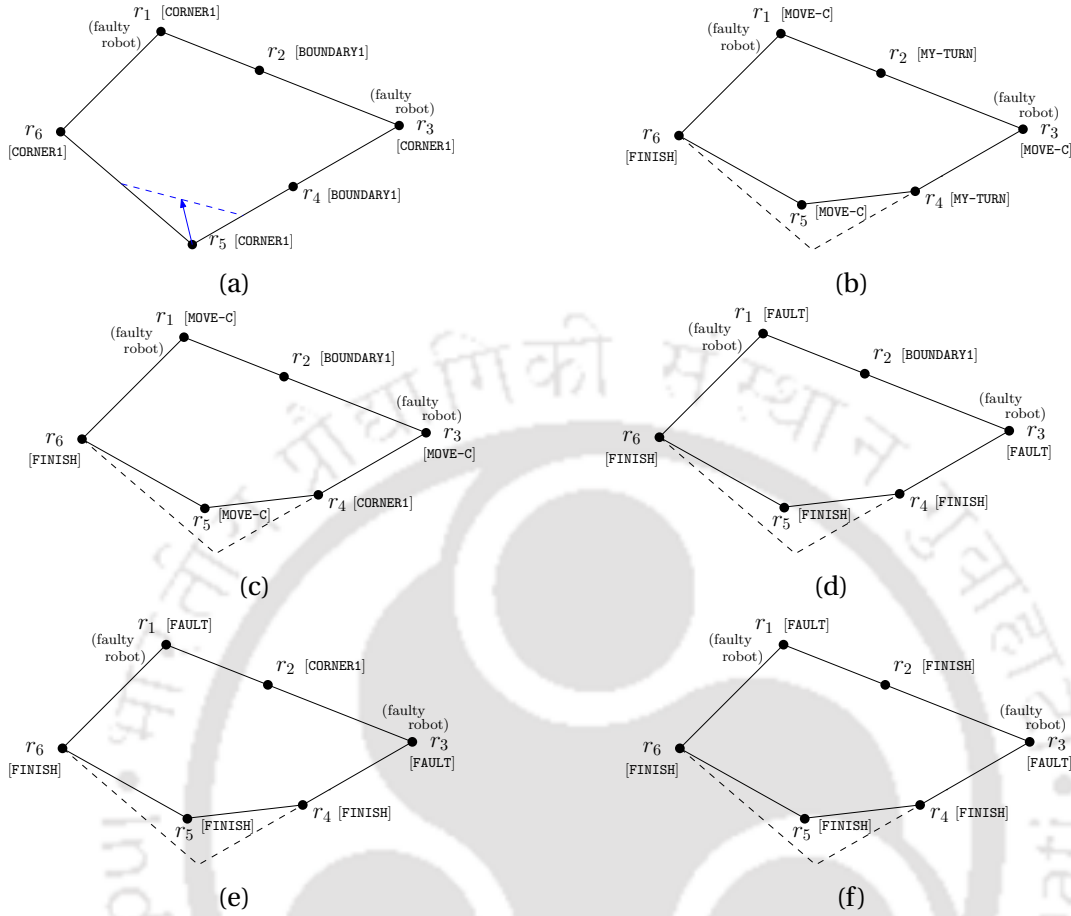 r1 [CORNER1]
(faulty
robot)
r2 [BOUNDARY1]
(faulty
robot)
r3
[CORNER1]
r6
[CORNER1]
r4 [BOUNDARY1]
r5 [CORNER1]
(a)
r1 [MOVE-C]
(faulty
robot)
r2 [MY-TURN]
(faulty
robot)
r3
[MOVE-C]
r6
[FINISH]
r4 [MY-TURN]
r5 [MOVE-C]
(b)
r1 [MOVE-C]
(faulty
robot)
r2 [BOUNDARY1]
(faulty
robot)
r3
[MOVE-C]
r6
[FINISH]
r4 [CORNER1]
r5 [MOVE-C]
(c)
r1 [FAULT]
(faulty
robot)
r2 [BOUNDARY1]
(faulty
robot)
r3
[FAULT]
r6
[FINISH]
r4 [FINISH]
r5 [FINISH]
(d)
r1 [FAULT]
(faulty
robot)
r2 [CORNER1]
(faulty
robot)
r3
[FAULT]
r6
[FINISH]
r4 [FINISH]
r5 [FINISH]
(e)
r1 [FAULT]
(faulty
robot)
r2 [FINISH]
(faulty
robot)
r3
[FAULT]
r6
[FINISH]
r4 [FINISH]
r5 [FINISH]
(f)